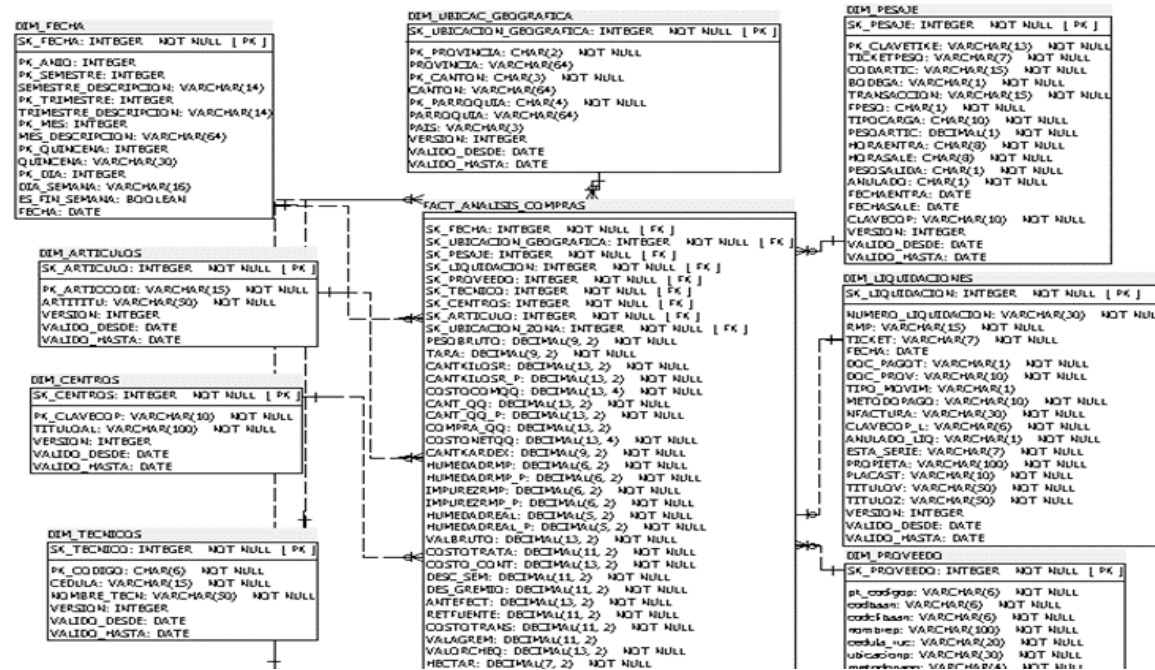 DIM_FECHA
SK_FECHA: INTEGER NOT NULL [ PK ]
PK_ANIO: INTEGER
PK_SEMESTRE: INTEGER
SEMESTRE_DESCRIPCION: VARCHAR(14)
PK_TRIMESTRE: INTEGER
TRIMESTRE_DESCRIPCION: VARCHAR(14)
PK_MES: INTEGER
MES_DESCRIPCION: VARCHAR(64)
PK_QUINCENA: INTEGER
QUINCENA: VARCHAR(30)
PK_DIA: INTEGER
DIA_SEMANA: VARCHAR(16)
ES_FIN_SEMANA: BOOLEAN
FECHA: DATE
DIM_ARTICULOS
SK_ARTICULO: INTEGER NOT NULL [ PK ]
PK_ARTICCODI: VARCHAR(15) NOT NULL
ARTITITU: VARCHAR(50) NOT NULL
VERSION: INTEGER
VALIDO_DESDE: DATE
VALIDO_HASTA: DATE
DIM_CENTROS
SK_CENTROS: INTEGER NOT NULL [ PK ]
PK_CLAVECOP: VARCHAR(10) NOT NULL
TITULOAL: VARCHAR(100) NOT NULL
VERSION: INTEGER
VALIDO_DESDE: DATE
VALIDO_HASTA: DATE
DIM_TECNICOS
SK_TECNICO: INTEGER NOT NULL [ PK ]
PK_CODIGO: CHAR(6) NOT NULL
CEDULA: VARCHAR(15) NOT NULL
NOMBRE_TECN: VARCHAR(50) NOT NULL
VERSION: INTEGER
VALIDO_DESDE: DATE
VALIDO_HASTA: DATE
DIM_UBICAC_GEOGRAFICA
SK_UBICACION_GEOGRAFICA: INTEGER NOT NULL [ PK ]
PK_PROVINCIA: CHAR(2) NOT NULL
PROVINCIA: VARCHAR(64)
PK_CANTON: CHAR(3) NOT NULL
CANTON: VARCHAR(64)
PK_PARROQUIA: CHAR(4) NOT NULL
PARROQUIA: VARCHAR(64)
PAIS: VARCHAR(3)
VERSION: INTEGER
VALIDO_DESDE: DATE
VALIDO_HASTA: DATE
FACT_ANALISIS_COMPRAS
SK_FECHA: INTEGER NOT NULL [ FK ]
SK_UBICACION_GEOGRAFICA: INTEGER NOT NULL [ FK ]
SK_PESAJE: INTEGER NOT NULL [ FK ]
SK_LIQUIDACION: INTEGER NOT NULL [ FK ]
SK_PROVEEDO: INTEGER NOT NULL [ FK ]
SK_TECNICO: INTEGER NOT NULL [ FK ]
SK_CENTROS: INTEGER NOT NULL [ FK ]
SK_ARTICULO: INTEGER NOT NULL [ FK ]
SK_UBICACION_ZONA: INTEGER NOT NULL [ FK ]
PESOBRUTO: DECIMAL(9, 2) NOT NULL
TARA: DECIMAL(9, 2) NOT NULL
CANTKILOSR: DECIMAL(13, 2) NOT NULL
CANTKILOSR_P: DECIMAL(13, 2) NOT NULL
COSTOCOMQQ: DECIMAL(13, 4) NOT NULL
CANT_QQ: DECIMAL(13, 2) NOT NULL
CANT_QQ_P: DECIMAL(13, 2) NOT NULL
COMPRA_QQ: DECIMAL(13, 2)
COSTONETQQ: DECIMAL(13, 4) NOT NULL
CANTKARDEX: DECIMAL(9, 2) NOT NULL
HUMEDADRMP: DECIMAL(6, 2) NOT NULL
HUMEDADRMP_P: DECIMAL(6, 2) NOT NULL
IMPUREZRMP: DECIMAL(6, 2) NOT NULL
IMPUREZRMP_P: DECIMAL(6, 2) NOT NULL
HUMEDADREAL: DECIMAL(5, 2) NOT NULL
HUMEDADREAL_P: DECIMAL(5, 2) NOT NULL
VALBRUTO: DECIMAL(13, 2) NOT NULL
COSTOTRATA: DECIMAL(11, 2) NOT NULL
COSTO_CONT: DECIMAL(13, 2) NOT NULL
DESC_SEM: DECIMAL(11, 2) NOT NULL
DES_GREMIO: DECIMAL(11, 2) NOT NULL
ANTEFECT: DECIMAL(13, 2) NOT NULL
RETFUENTE: DECIMAL(11, 2) NOT NULL
COSTOTRANS: DECIMAL(11, 2) NOT NULL
VALAGREM: DECIMAL(11, 2) NOT NULL
VALORCHEQ: DECIMAL(13, 2) NOT NULL
HECTAR: DECIMAL(7, 2) NOT NULL
DIM_PESAJE
SK_PESAJE: INTEGER NOT NULL [ PK ]
PK_CLAVETIKE: VARCHAR(13) NOT NULL
TICKETPESO: VARCHAR(7) NOT NULL
CODARTIC: VARCHAR(15) NOT NULL
BODEGA: VARCHAR(1) NOT NULL
TRANSACCION: VARCHAR(15) NOT NULL
FPESO: CHAR(1) NOT NULL
TIPOCARGA: CHAR(10) NOT NULL
PESOARTIC: DECIMAL(1) NOT NULL
HORAENTRA: CHAR(8) NOT NULL
HORASALE: CHAR(8) NOT NULL
PESOSALIDA: CHAR(1) NOT NULL
ANULADO: CHAR(1) NOT NULL
FECHAENTRA: DATE
FECHASALE: DATE
CLAVECOP: VARCHAR(10) NOT NULL
VERSION: INTEGER
VALIDO_DESDE: DATE
VALIDO_HASTA: DATE
DIM_LIQUIDACIONES
SK_LIQUIDACION: INTEGER NOT NULL [ PK ]
NUMERO_LIQUIDACION: VARCHAR(30) NOT NUL
RMP: VARCHAR(15) NOT NULL
TICKET: VARCHAR(7) NOT NULL
FECHA: DATE
DOC_PAGOT: VARCHAR(1) NOT NULL
DOC_PROV: VARCHAR(10) NOT NULL
TIPO_MOVIM: VARCHAR(1)
METODOPAGO: VARCHAR(10) NOT NULL
NFACTURA: VARCHAR(30) NOT NULL
CLAVECOP_L: VARCHAR(6) NOT NULL
ANULADO_LIQ: VARCHAR(1) NOT NULL
ESTA_SERIE: VARCHAR(7) NOT NULL
PROPIETA: VARCHAR(100) NOT NULL
PLACAST: VARCHAR(10) NOT NULL
TITULOV: VARCHAR(50) NOT NULL
TITULOZ: VARCHAR(50) NOT NULL
VERSION: INTEGER
VALIDO_DESDE: DATE
VALIDO_HASTA: DATE
DIM_PROVEEDO
SK_PROVEEDO: INTEGER NOT NULL [ PK ]
pk_codigop: VARCHAR(6) NOT NULL
codbaan: VARCHAR(6) NOT NULL
codcfbaan: VARCHAR(6) NOT NULL
nombrep: VARCHAR(100) NOT NULL
cedula_ruc: VARCHAR(20) NOT NULL
ubicacionp: VARCHAR(30) NOT NULL
metodopago: VARCHAR(4) NOT NULL